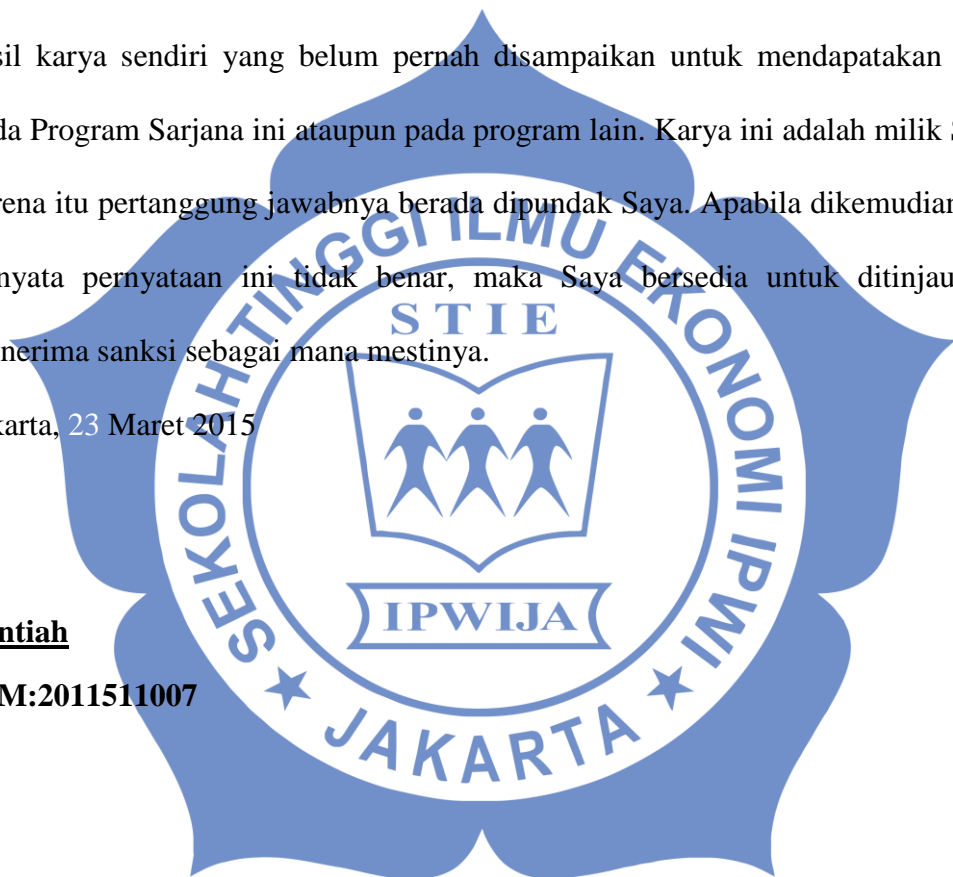 sil karya sendiri yang belum pernah disampaikan untuk mendapatakan
da Program Sarjana ini ataupun pada program lain. Karya ini adalah milik S
rena itu pertanggung jawabnya berada dipundak Saya. Apabila dikemudian
nyata pernyataan ini tidak benar, maka Saya bersedia untuk ditinjau
nerima sanksi sebagai mana mestinya.
karta, 23 Maret 2015
ntiah
M:2011511007
SEKOLAH TINGGI ILMU EKONOMI IPWI
STIE
IPWIJA
JAKARTA